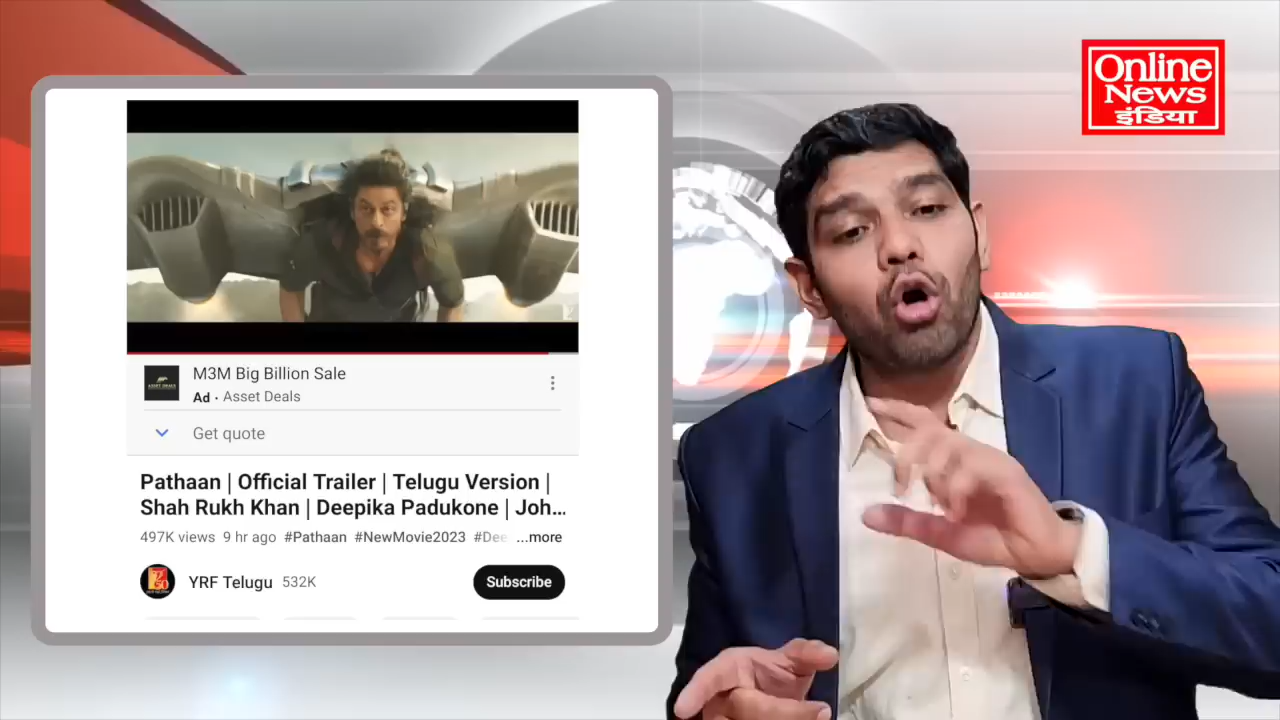 M3M Big Billion Sale
Ad · Asset Deals
Get quote
Pathaan | Official Trailer | Telugu Version |
Shah Rukh Khan | Deepika Padukone | Joh...
497K views 9 hr ago #Pathaan #NewMovie2023 #Dee ...more
YRF Telugu 532K
Subscribe
Online
News
इंडिया